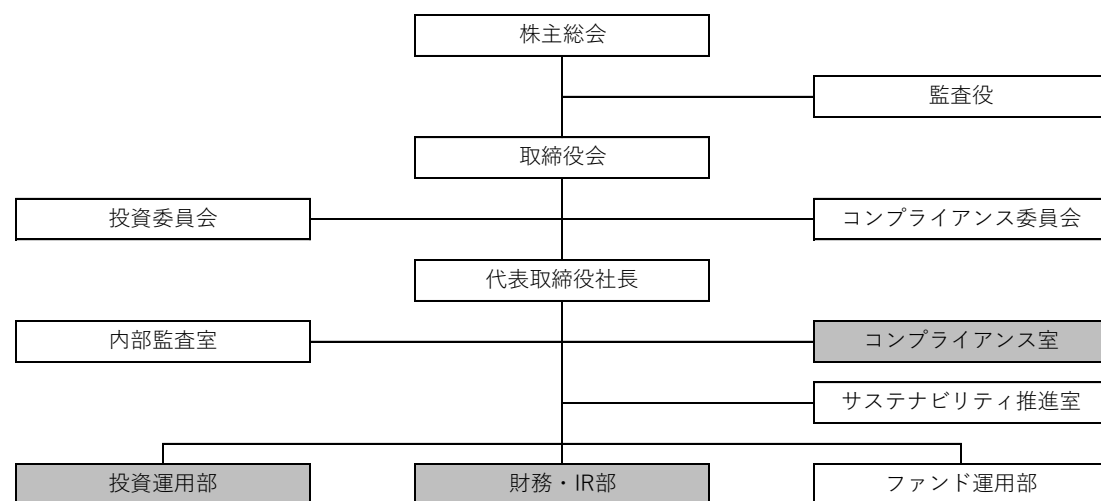 株主総会
監査役
取締役会
投資委員会
コンプライアンス委員会
代表取締役社長
内部監査室
コンプライアンス室
サステナビリティ推進室
投資運用部
財務・IR部
ファンド運用部